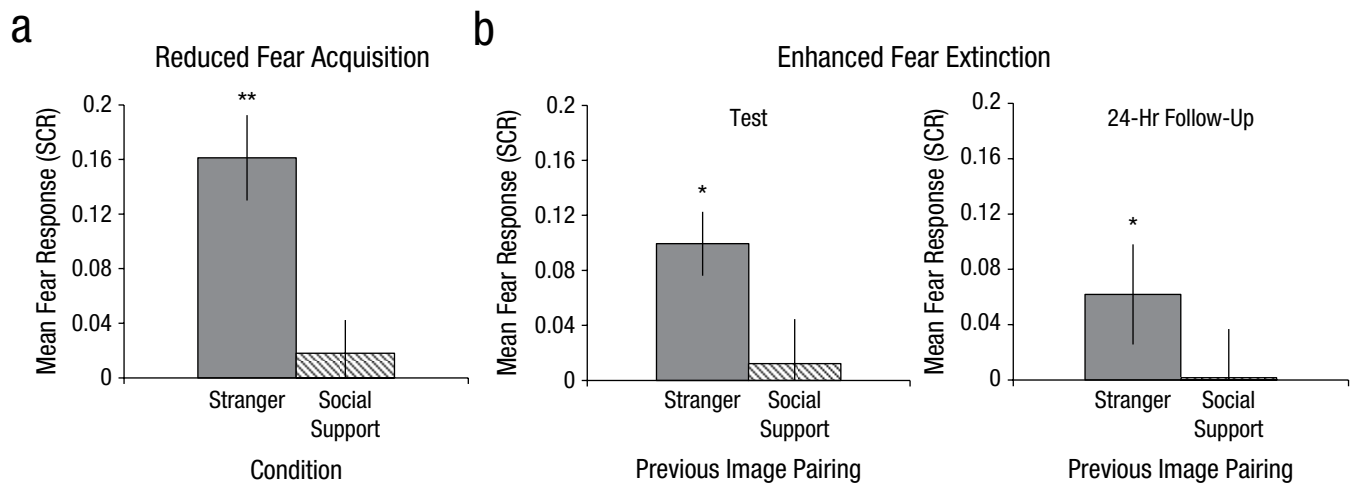 a
Reduced Fear Acquisition
Mean Fear Response (SCR)
0.2
0.16
0.12
0.08
0.04
0
**
Stranger
Social
Support
Condition
b
Enhanced Fear Extinction
Test
Mean Fear Response (SCR)
0.2
0.16
0.12
0.08
0.04
0
*
Stranger
Social
Support
Previous Image Pairing
24-Hr Follow-Up
Mean Fear Response (SCR)
0.2
0.16
0.12
0.08
0.04
0
*
Stranger
Social
Support
Previous Image Pairing